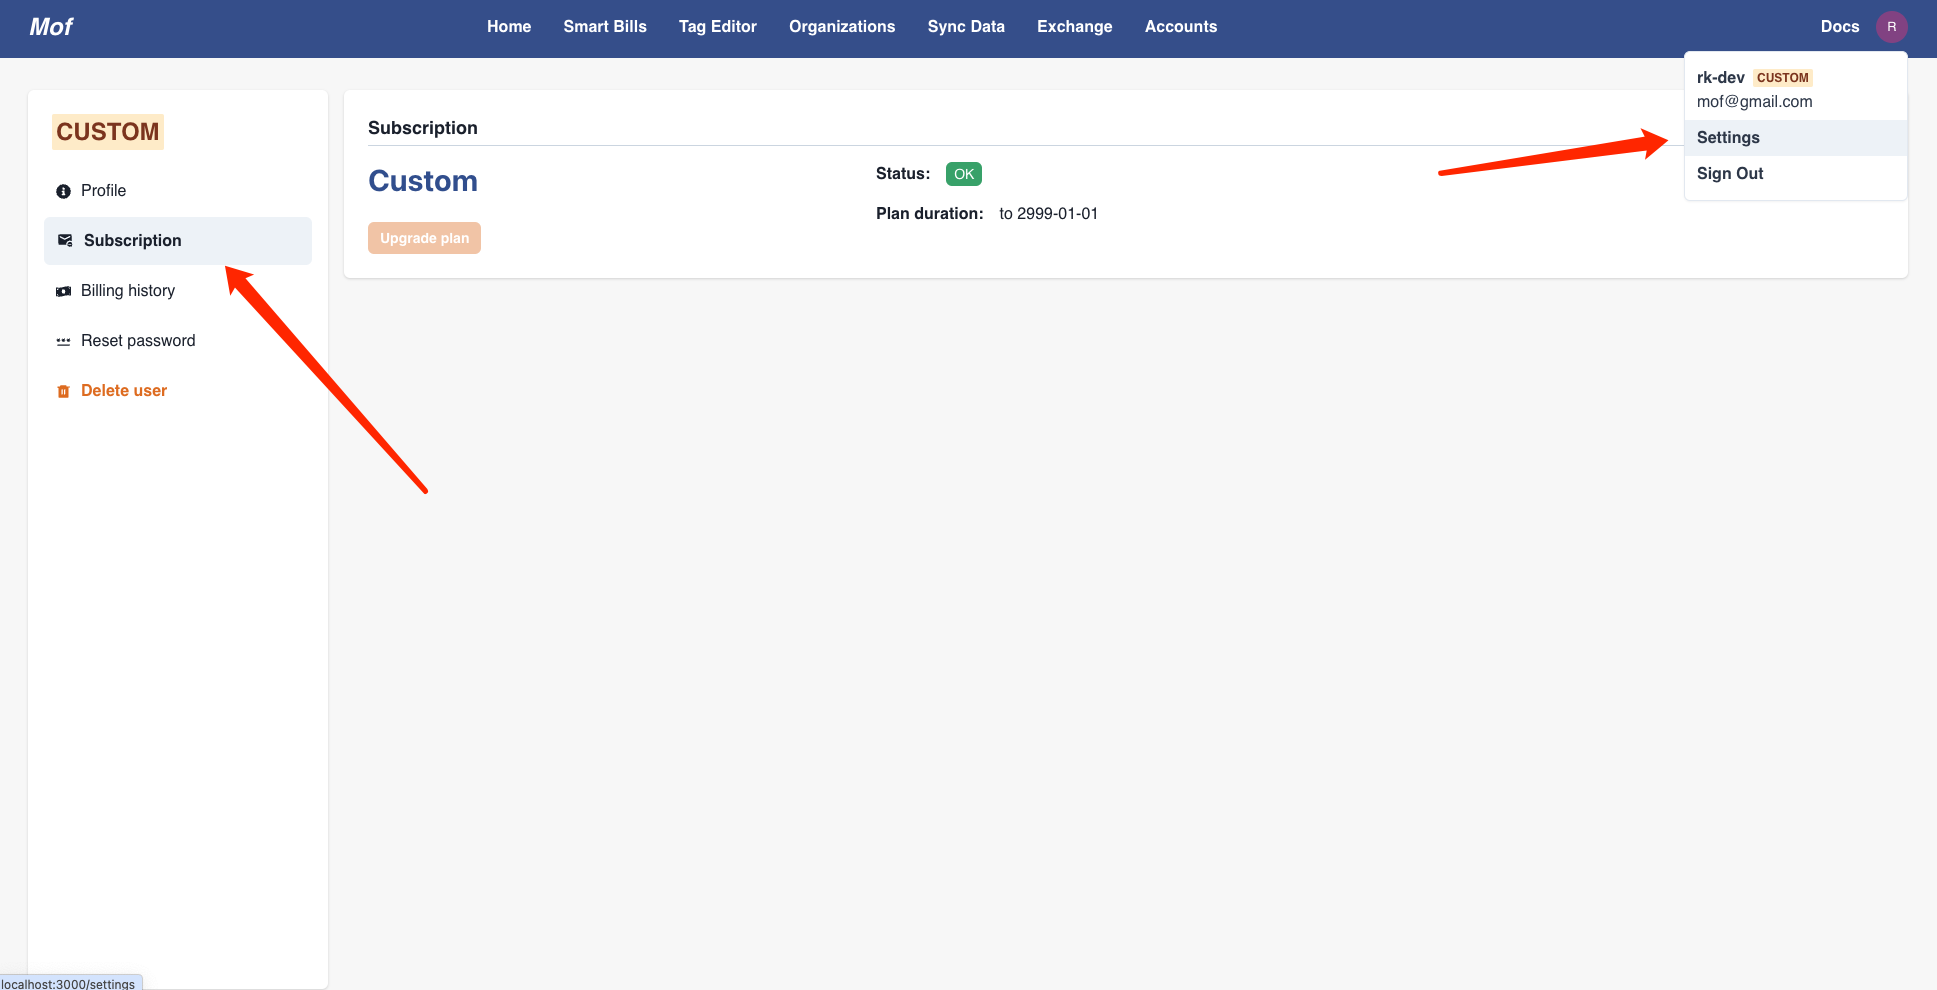 Mof
Home Smart Bills Tag Editor Organizations Sync Data Exchange Accounts
Docs R
rk-dev CUSTOM
mof@gmail.com
Settings
Sign Out
CUSTOM
Profile
Subscription
Billing history
Reset password
Delete user
Subscription
Custom
Upgrade plan
Status: OK
Plan duration: to 2999-01-01
localhost:3000/settings